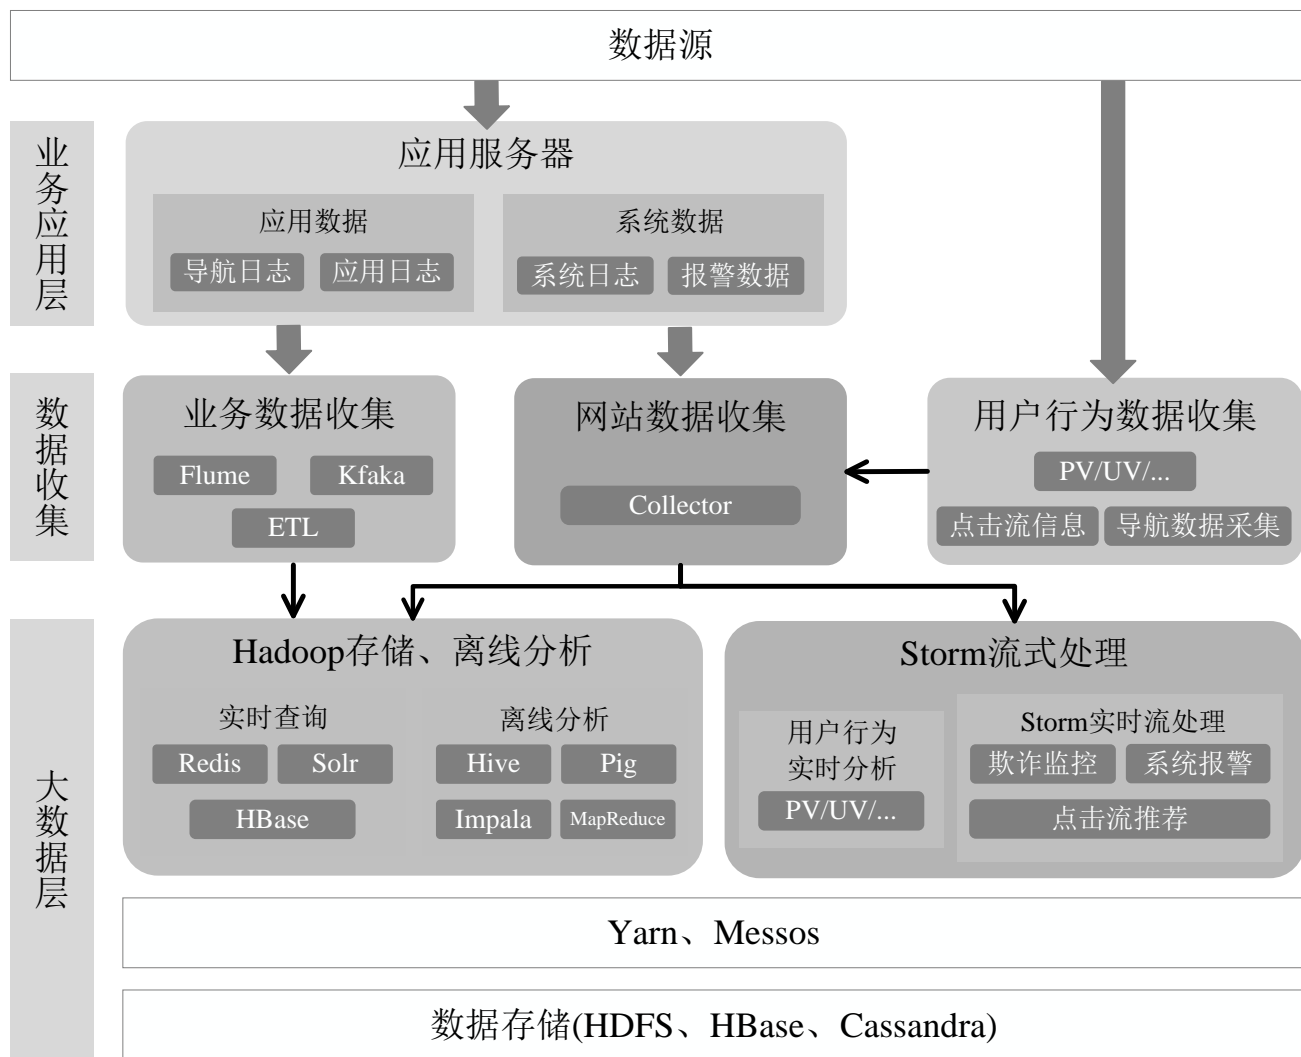 数据源
业务应用层
应用服务器
应用数据
系统数据
导航日志
应用日志
系统日志
报警数据
数据收集
业务数据收集
Flume
Kfaka
ETL
网站数据收集
Collector
用户行为数据收集
PV/UV/...
点击流信息
导航数据采集
大数据层
Hadoop存储、离线分析
实时查询
Redis
Solr
HBase
离线分析
Hive
Pig
Impala
MapReduce
Storm流式处理
用户行为
实时分析
PV/UV/...
Storm实时流处理
欺诈监控
系统报警
点击流推荐
Yarn、Messos
数据存储(HDFS、HBase、Cassandra)